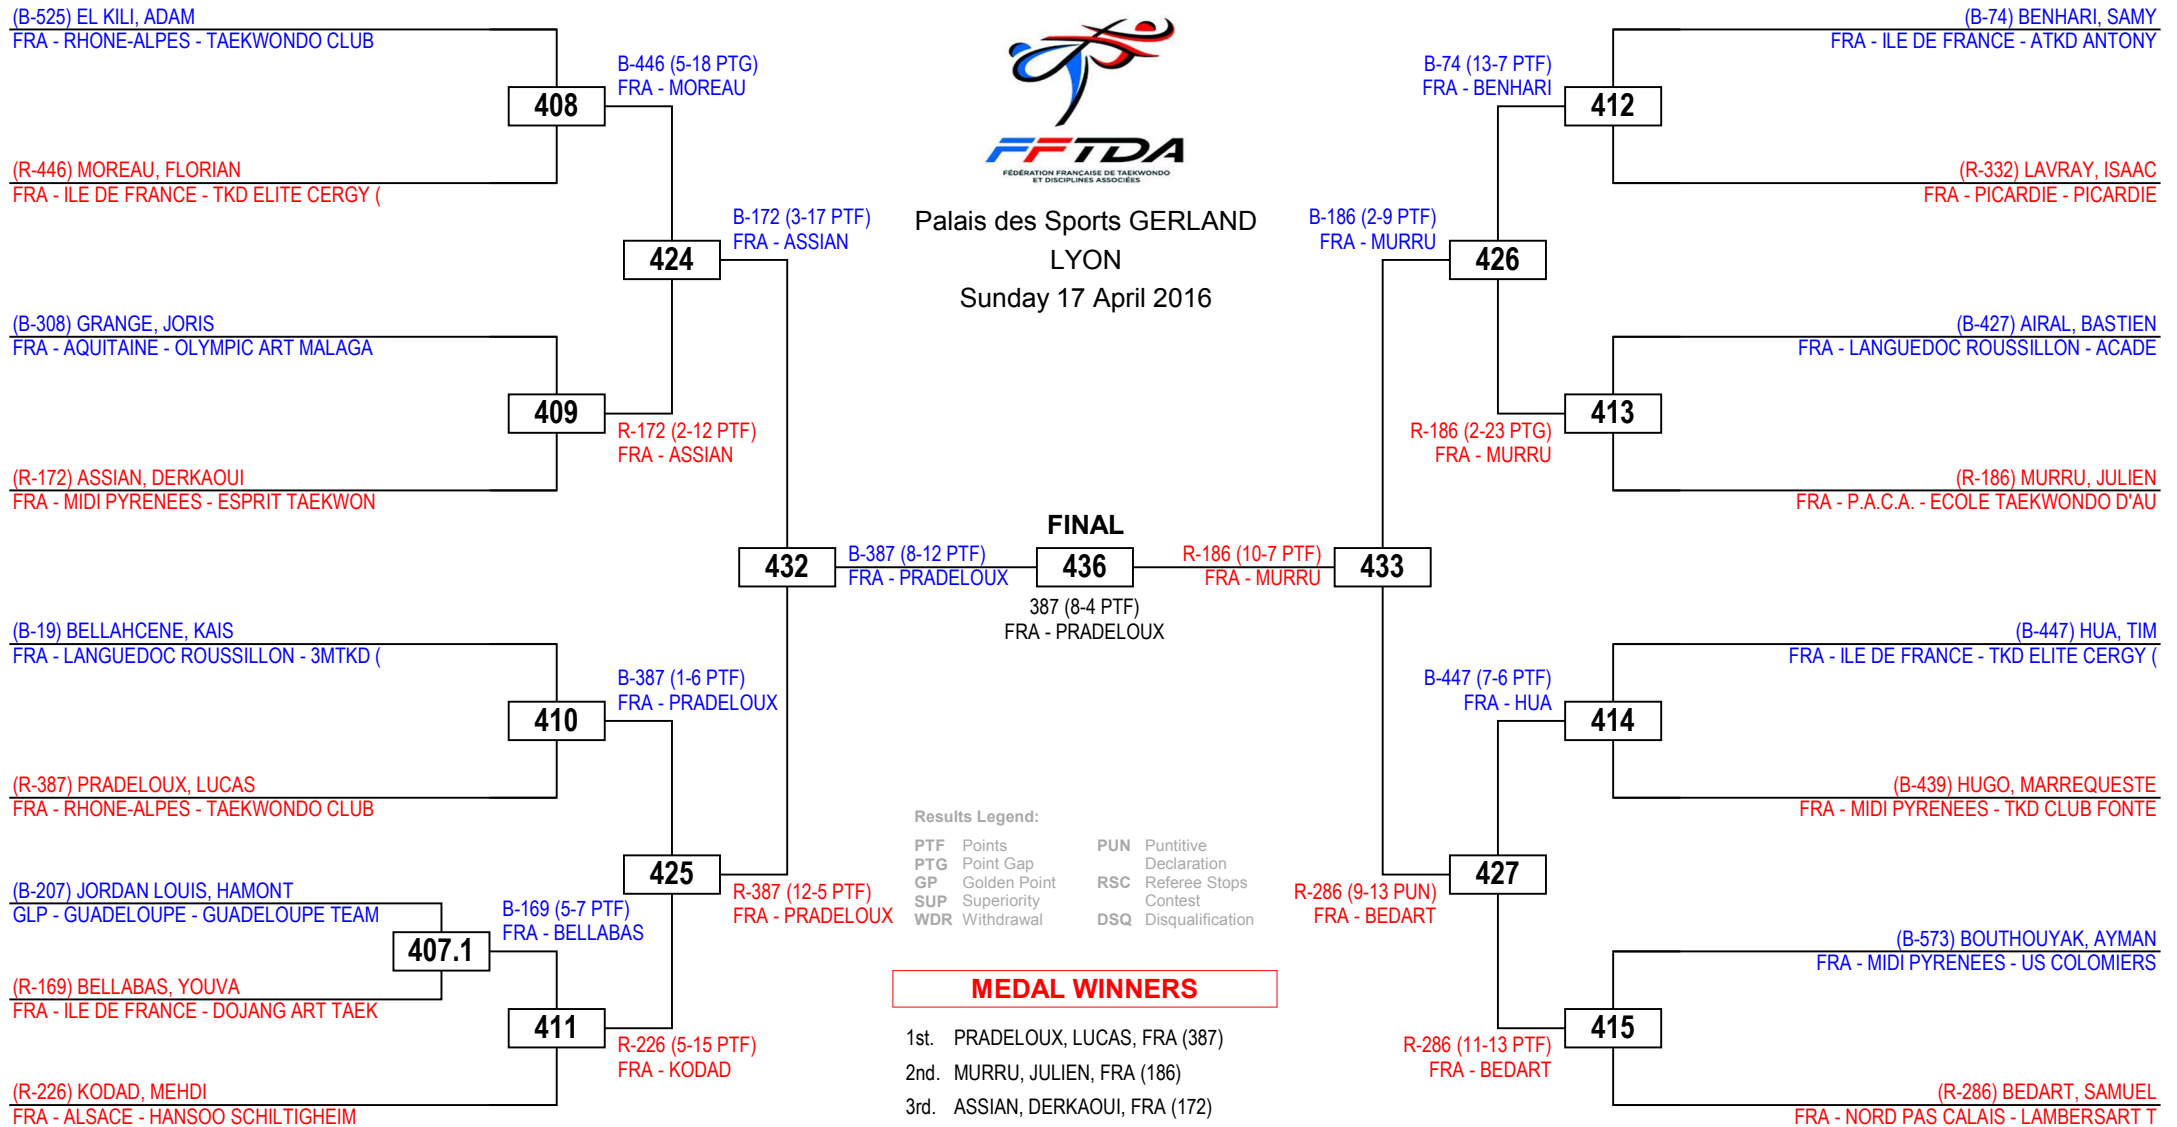 (B-525) EL KILI, ADAM
FRA - RHONE-ALPES - TAEKWONDO CLUB
408
B-446 (5-18 PTG)
FRA - MOREAU
(R-446) MOREAU, FLORIAN
FRA - ILE DE FRANCE - TKD ELITE CERGY (
424
B-172 (3-17 PTF)
FRA - ASSIAN
(B-308) GRANGE, JORIS
FRA - AQUITAINE - OLYMPIC ART MALAGA
409
R-172 (2-12 PTF)
FRA - ASSIAN
(R-172) ASSIAN, DERKAOUI
FRA - MIDI PYRENEES - ESPRIT TAEKWON
432
B-387 (8-12 PTF)
FRA - PRADELOUX
(B-19) BELLAHCENE, KAIS
FRA - LANGUEDOC ROUSSILLON - 3MTKD (
410
B-387 (1-6 PTF)
FRA - PRADELOUX
(R-387) PRADELOUX, LUCAS
FRA - RHONE-ALPES - TAEKWONDO CLUB
425
R-387 (12-5 PTF)
FRA - PRADELOUX
(B-207) JORDAN LOUIS, HAMONT
GLP - GUADELOUPE - GUADELOUPE TEAM
407.1
B-169 (5-7 PTF)
FRA - BELLABAS
(R-169) BELLABAS, YOUVA
FRA - ILE DE FRANCE - DOJANG ART TAEK
411
R-226 (5-15 PTF)
FRA - KODAD
(R-226) KODAD, MEHDI
FRA - ALSACE - HANSOO SCHILTIGHEIM
FFTDA
FÉDÉRATION FRANÇAISE DE TAEKWONDO
ET DISCIPLINES ASSOCIÉES
Palais des Sports GERLAND
LYON
Sunday 17 April 2016
FINAL
436
387 (8-4 PTF)
FRA - PRADELOUX
Results Legend:
PTF Points
PTG Point Gap
GP Golden Point
SUP Superiority
WDR Withdrawal
PUN Puntitive
Declaration
RSC Referee Stops
Contest
DSQ Disqualification
MEDAL WINNERS
1st. PRADELOUX, LUCAS, FRA (387)
2nd. MURRU, JULIEN, FRA (186)
3rd. ASSIAN, DERKAOUI, FRA (172)
(B-74) BENHARI, SAMY
FRA - ILE DE FRANCE - ATKD ANTONY
B-74 (13-7 PTF)
FRA - BENHARI
412
(R-332) LAVRAY, ISAAC
FRA - PICARDIE - PICARDIE
B-186 (2-9 PTF)
FRA - MURRU
426
(B-427) AIRAL, BASTIEN
FRA - LANGUEDOC ROUSSILLON - ACADE
413
R-186 (2-23 PTG)
FRA - MURRU
(R-186) MURRU, JULIEN
FRA - P.A.C.A. - ECOLE TAEKWONDO D'AU
R-186 (10-7 PTF)
FRA - MURRU
433
(B-447) HUA, TIM
FRA - ILE DE FRANCE - TKD ELITE CERGY (
B-447 (7-6 PTF)
FRA - HUA
414
(B-439) HUGO, MARREQUESTE
FRA - MIDI PYRENEES - TKD CLUB FONTE
427
R-286 (9-13 PUN)
FRA - BEDART
(B-573) BOUTHOUYAK, AYMAN
FRA - MIDI PYRENEES - US COLOMIERS
415
R-286 (11-13 PTF)
FRA - BEDART
(R-286) BEDART, SAMUEL
FRA - NORD PAS CALAIS - LAMBERSART T